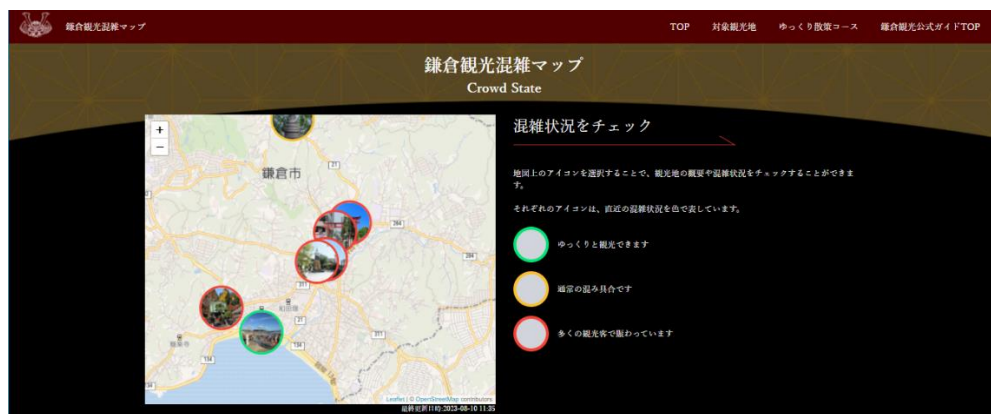 鎌倉観光混雑マップ
TOP 対象観光地 ゆっくり散策コース 鎌倉観光公式ガイドTOP
鎌倉観光混雑マップ
Crowd State
+
−
鎌倉市
21
204
204
311
21
311
134
134
134
Leaflet | © OpenStreetMap contributors
最終更新日時:2023-08-10 11:35
混雑状況をチェック
地図上のアイコンを選択することで、観光地の概要や混雑状況をチェックすることができま
す。
それぞれのアイコンは、直近の混雑状況を色で表しています。
ゆっくりと観光できます
通常の混み具合です
多くの観光客で賑わっています